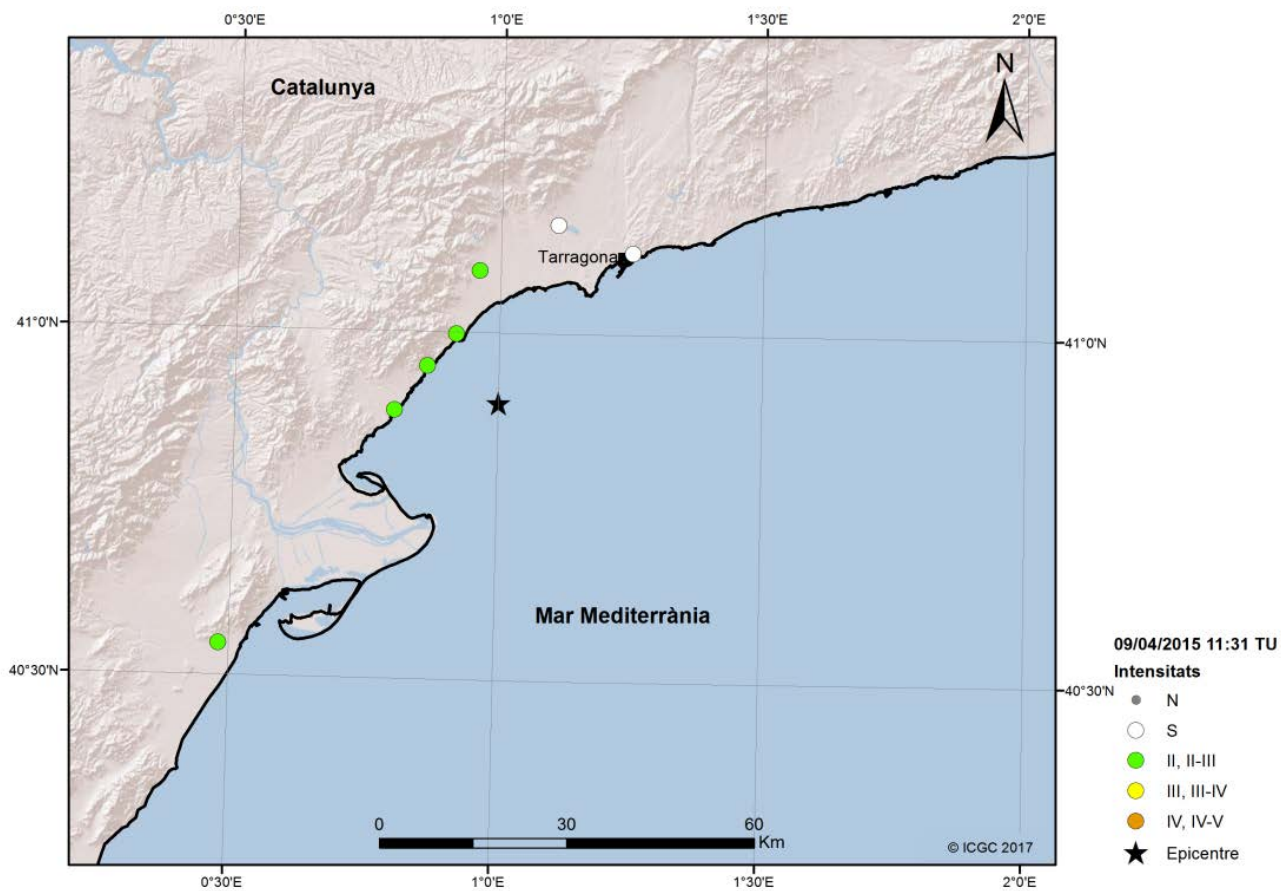 0°30'E 1°0'E 1°30'E 2°0'E
N
Catalunya
Tarragona
41°0'N
41°0'N
Mar Mediterrània
40°30'N
40°30'N
09/04/2015 11:31 TU
Intensitats
N
S
II, II-III
III, III-IV
IV, IV-V
Epicentre
0 30 60
Km
© ICGC 2017
0°30'E 1°0'E 1°30'E 2°0'E